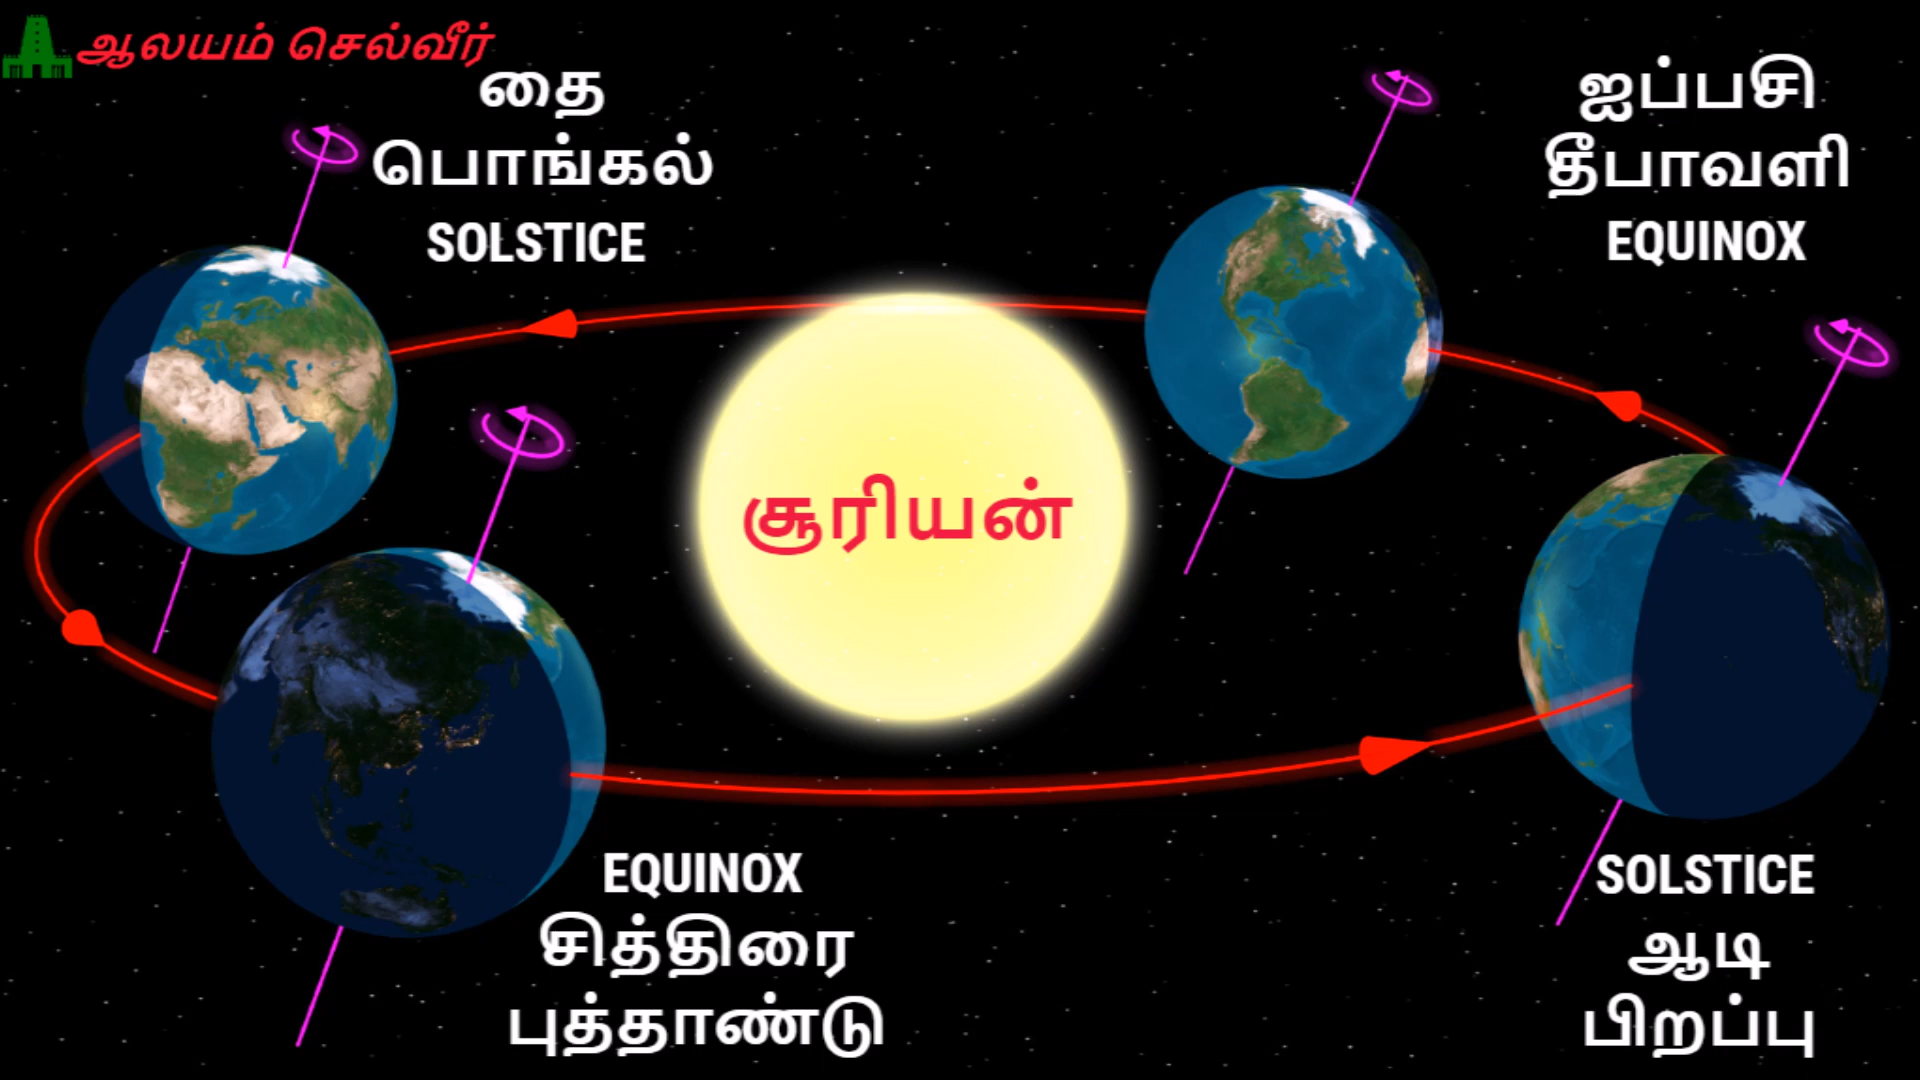 ஆலயம் செல்வீர்
தை
பொங்கல்
SOLSTICE
ஐப்பசி
தீபாவளி
EQUINOX
சூரியன்
EQUINOX
சித்திரை
புத்தாண்டு
SOLSTICE
ஆடி
பிறப்பு